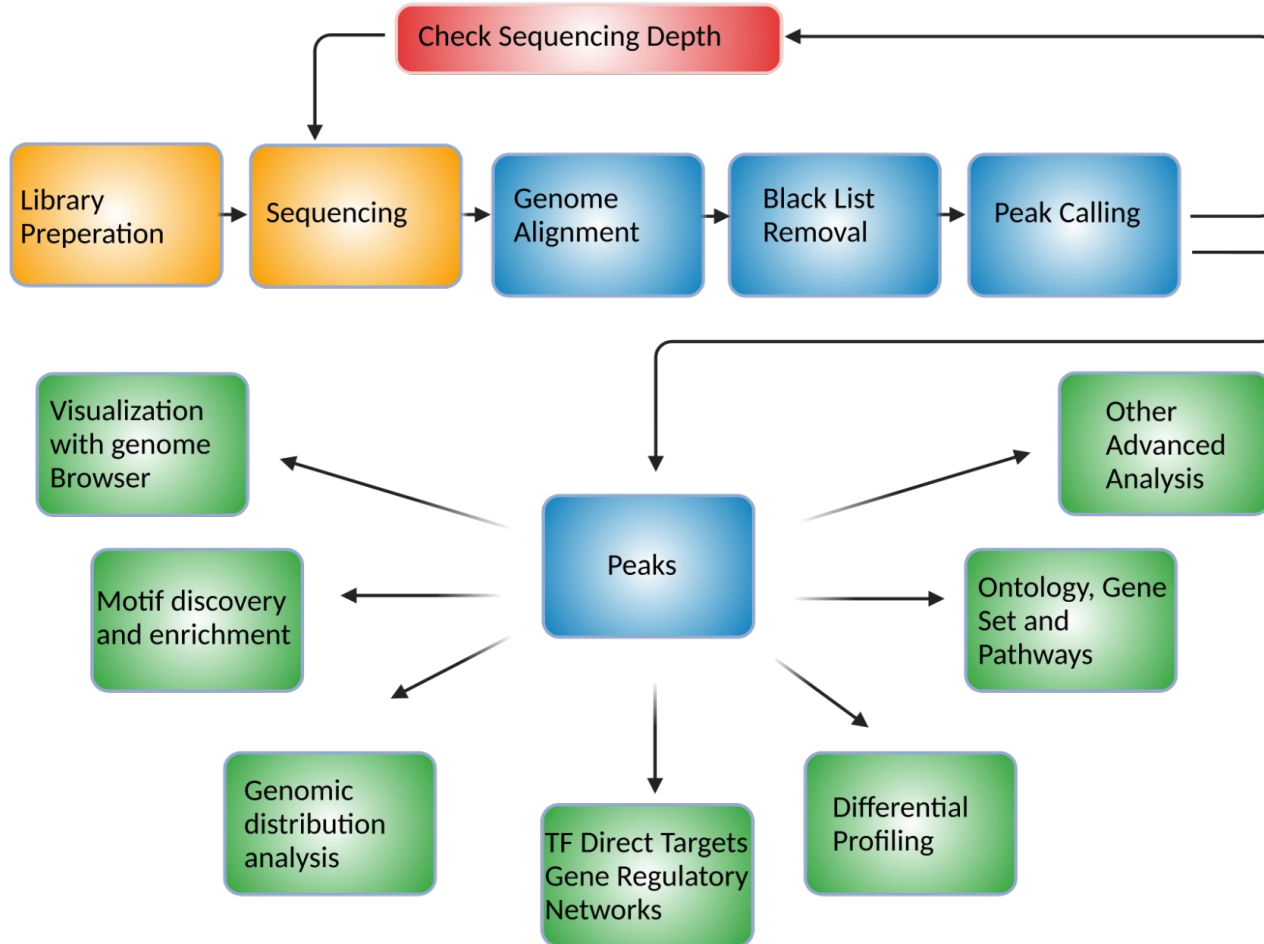 Check Sequencing Depth
Library
Preperation
Sequencing
Genome
Alignment
Black List
Removal
Peak Calling
Visualization
with genome
Browser
Other
Advanced
Analysis
Peaks
Motif discovery
and enrichment
Ontology, Gene
Set and
Pathways
Genomic
distribution
analysis
TF Direct Targets
Gene Regulatory
Networks
Differential
Profiling